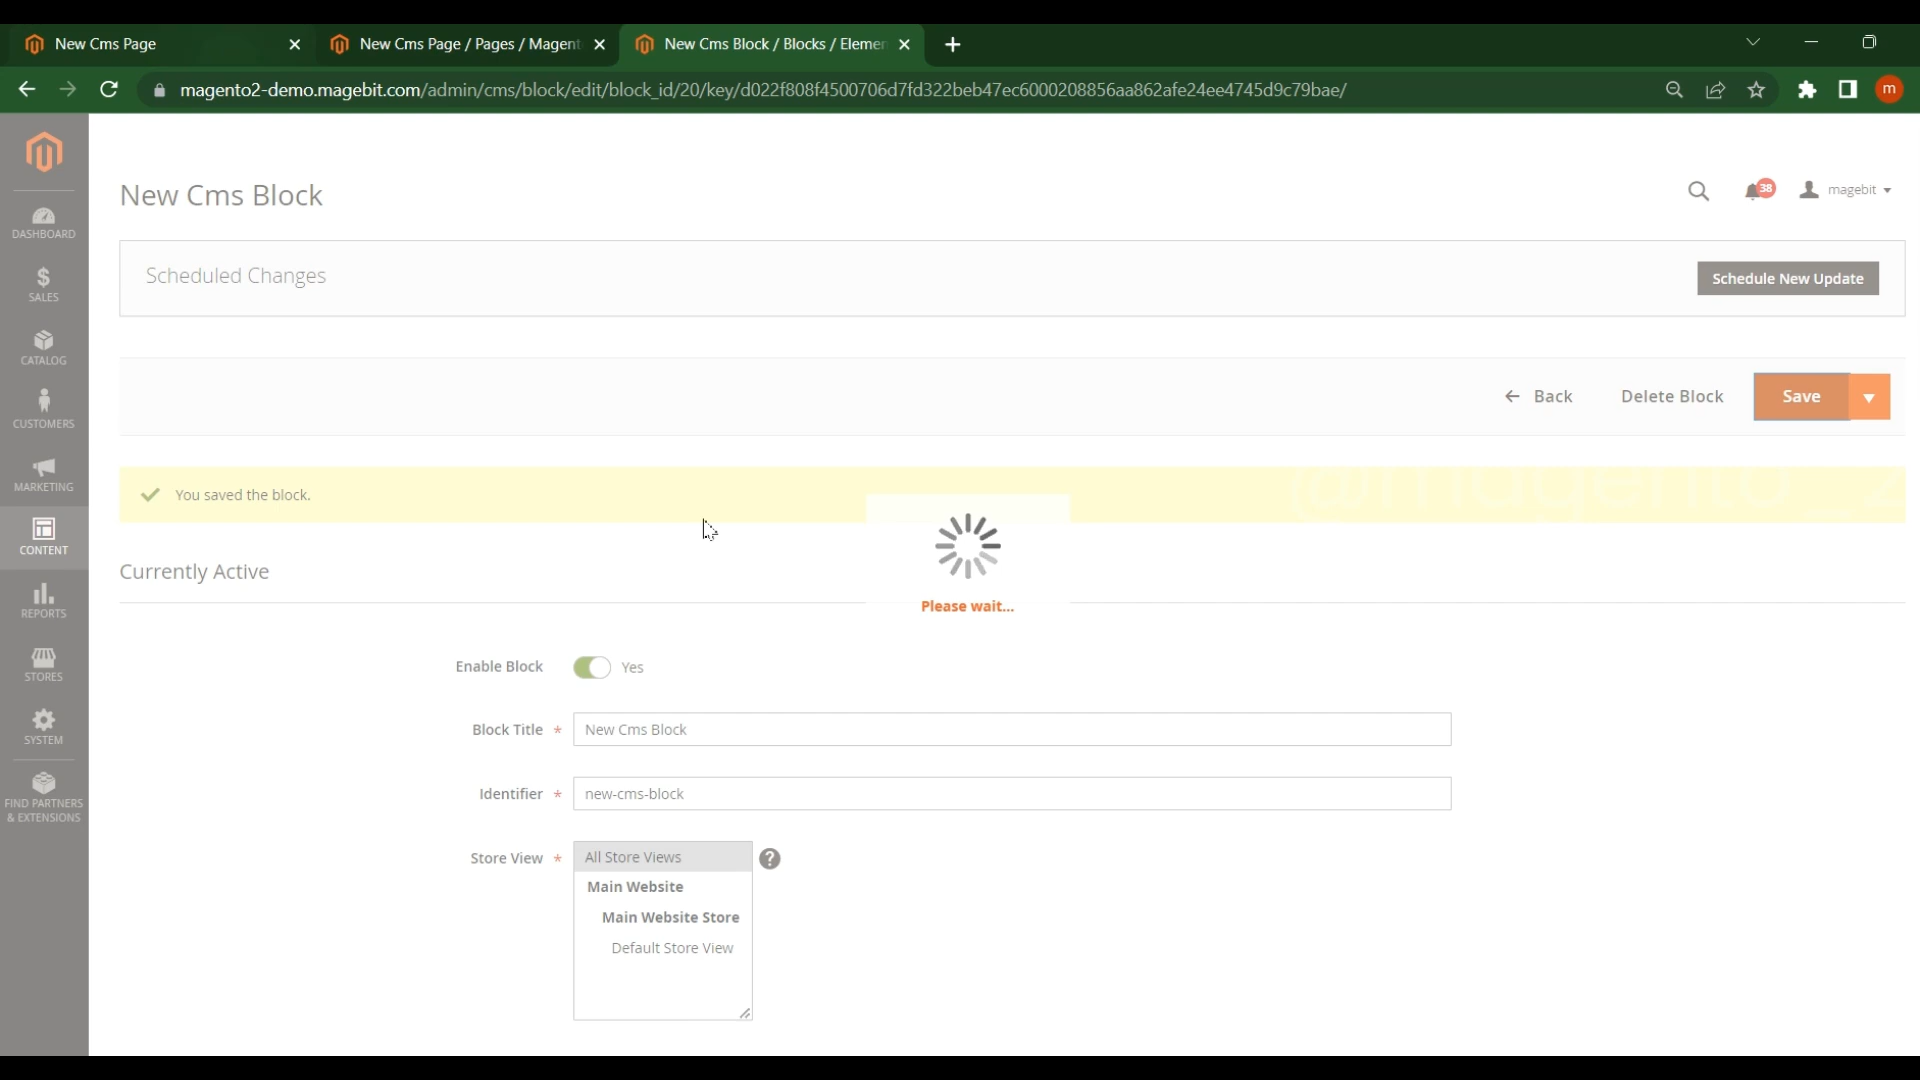 New Cms Page
New Cms Page / Pages / Magent
New Cms Block / Blocks / Elemen
magento2-demo.magebit.com/admin/cms/block/edit/block_id/20/key/d022f808f4500706d7fd322beb47ec6000208856aa862afe24ee4745d9c79bae/
m
New Cms Block
38
magebit
DASHBOARD
Scheduled Changes
Schedule New Update
SALES
CATALOG
Back
Delete Block
Save
CUSTOMERS
MARKETING
You saved the block.
@magento_2
CONTENT
Currently Active
Please wait...
REPORTS
Enable Block
Yes
STORES
Block Title *
New Cms Block
SYSTEM
Identifier *
new-cms-block
FIND PARTNERS
& EXTENSIONS
Store View *
All Store Views
?
Main Website
Main Website Store
Default Store View